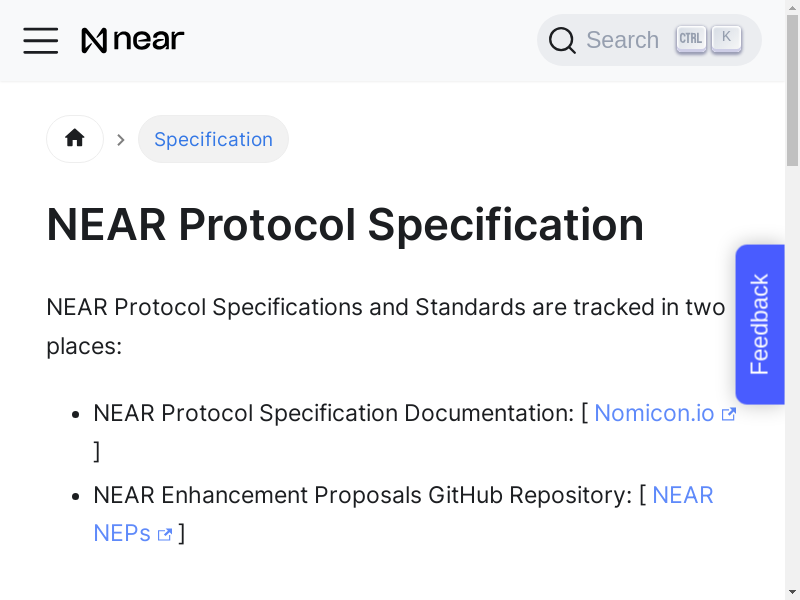 near
Search CTRL K
Specification
NEAR Protocol Specification
NEAR Protocol Specifications and Standards are tracked in two
places:
Feedback
• NEAR Protocol Specification Documentation: [ Nomicon.io
]
• NEAR Enhancement Proposals GitHub Repository: [ NEAR
NEPs ]